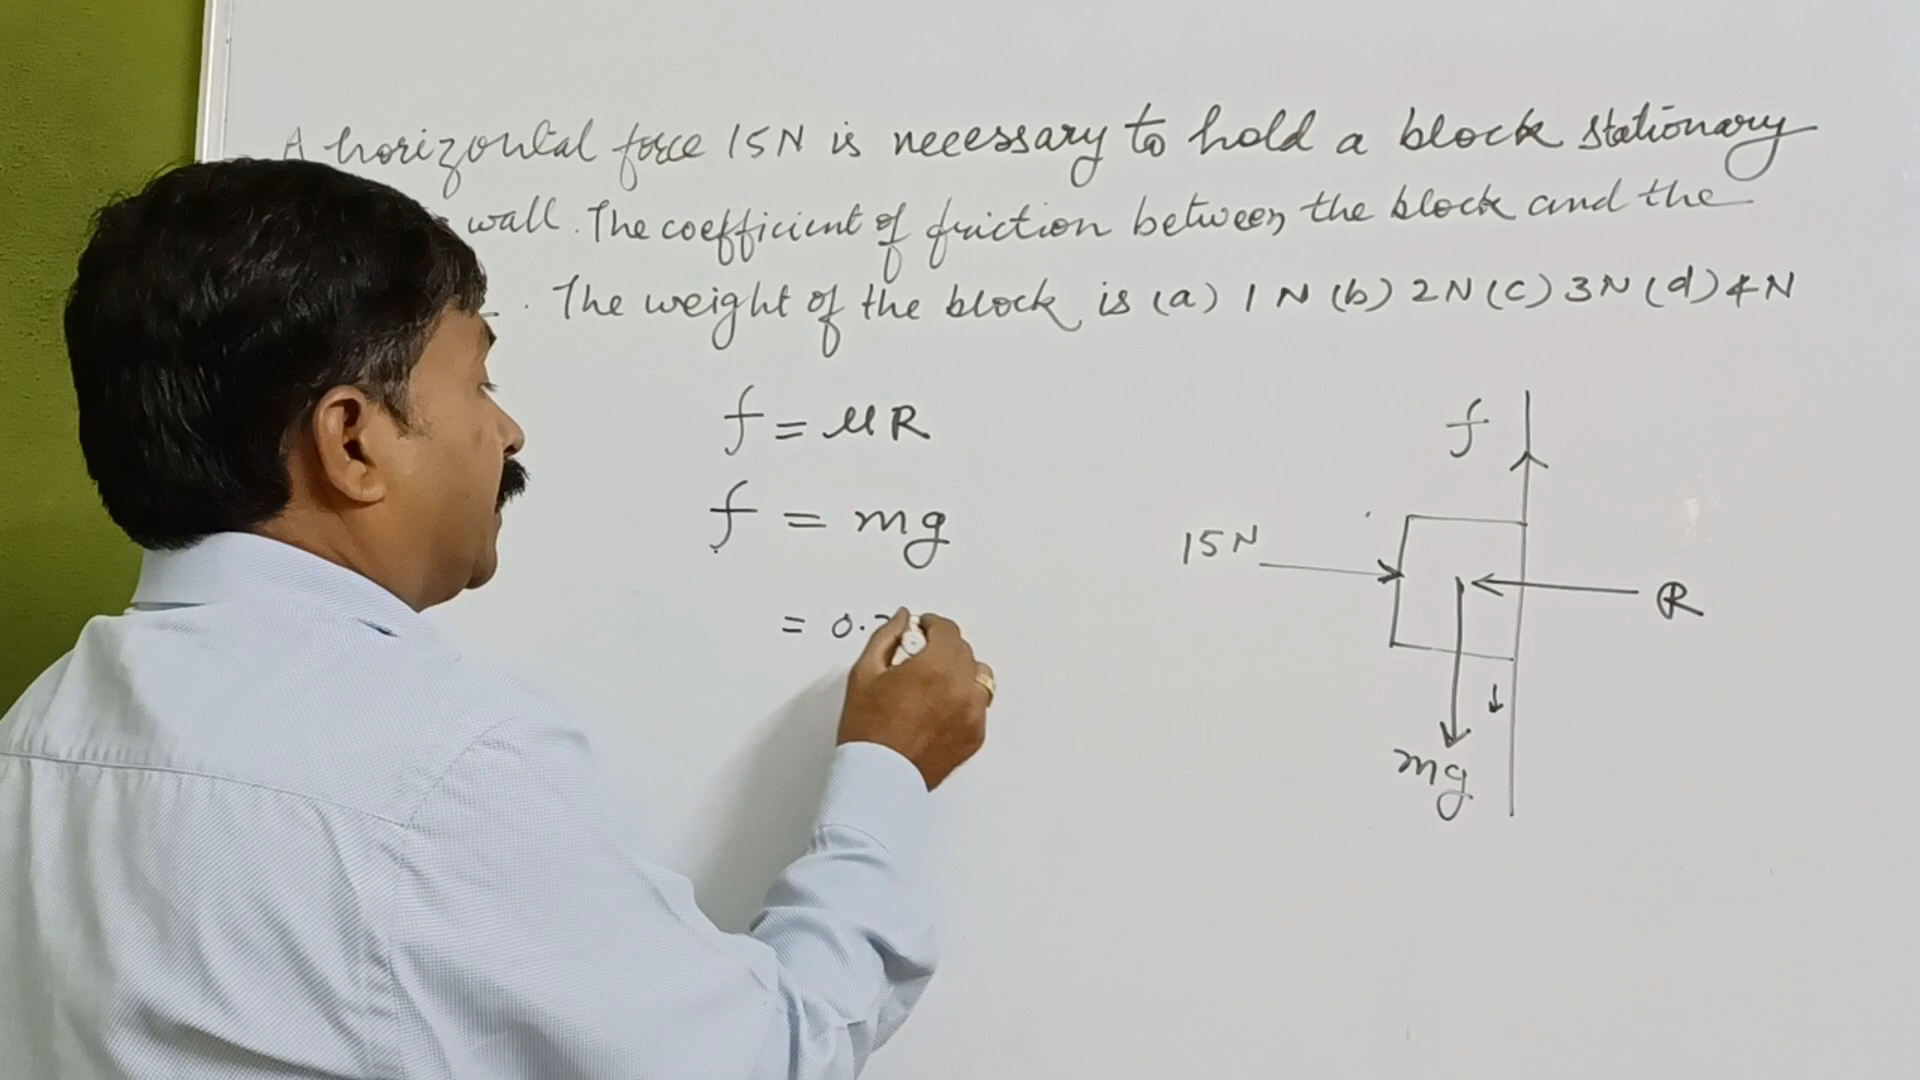 A horizontal force 15N is necessary to hold a block stationary
wall. The coefficient of friction between the block and the
. The weight of the block is (a) 1N (b) 2N (c) 3N (d) 4N
f = μR
f = mg
= 0.
f
15N
R
mg